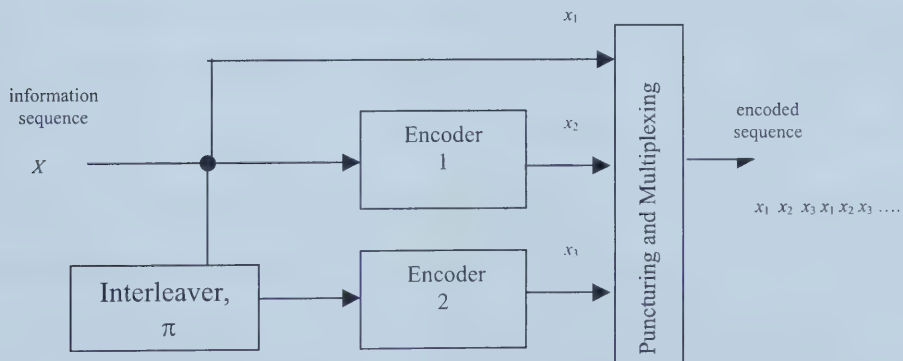 x₁
information
sequence
X
Encoder
1
x₂
Interleaver,
π
Encoder
2
x₃
Puncturing and Multiplexing
encoded
sequence
x₁ x₂ x₃ x₁ x₂ x₃ ....